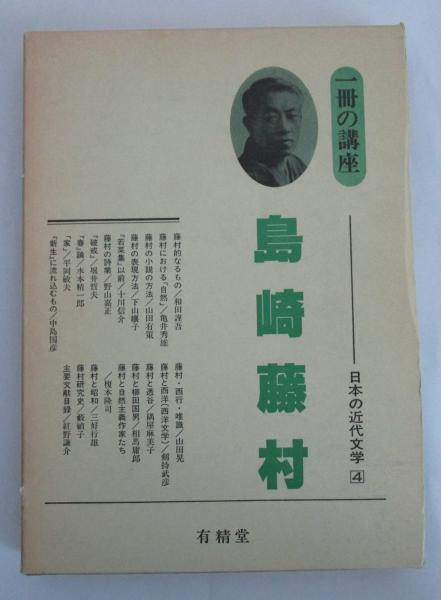 一冊の講座
日本の近代文学 4
島崎藤村
藤村的なるもの／和田謹吾
藤村における「自然」／亀井秀雄
藤村の小説の方法／山田有策
藤村の表現方法／下山嬢子
『若菜集』以前／十川信介
藤村の詩業／野山嘉正
『破戒』／堀井哲夫
『春』論／水本精一郎
『家』／平岡敏夫
『新生』に流れ込むもの／中島国彦
藤村・西行・唯識／山田晃
藤村と西洋（西洋文学）／剣持武彦
藤村と透谷／槇屋麻美子
藤村と柳田国男／相馬庸郎
藤村と自然主義作家たち
／榎本隆司
藤村と昭和／三好行雄
藤村研究史／藪禎子
主要文献目録／紅野謙介
有精堂